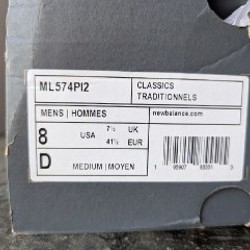 ML574PI2
CLASSICS
TRADITIONNELS
MENS | HOMMES
newbalance.com
8 USA 7½ UK
41½ EUR
D MEDIUM | MOYEN